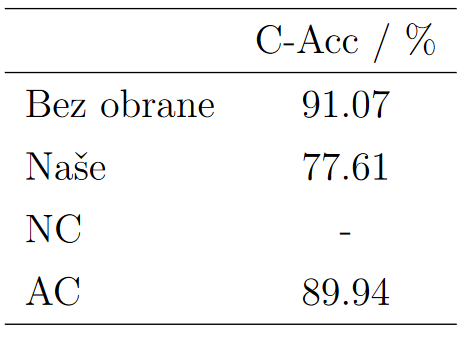 C-Acc / %
Bez obrane 91.07
Naše 77.61
NC -
AC 89.94